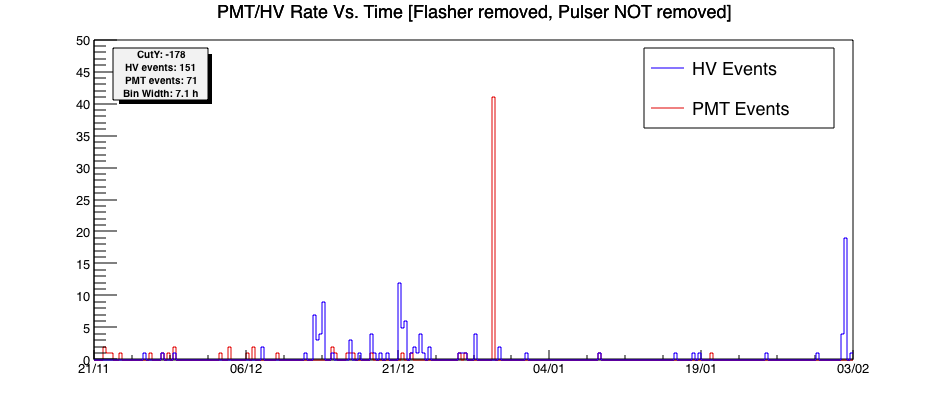 PMT/HV Rate Vs. Time [Flasher removed, Pulser NOT removed]
CutY: -178
HV events: 151
PMT events: 71
Bin Width: 7.1 h
HV Events
PMT Events
50
45
40
35
30
25
20
15
10
5
0
21/11 06/12 21/12 04/01 19/01 03/02